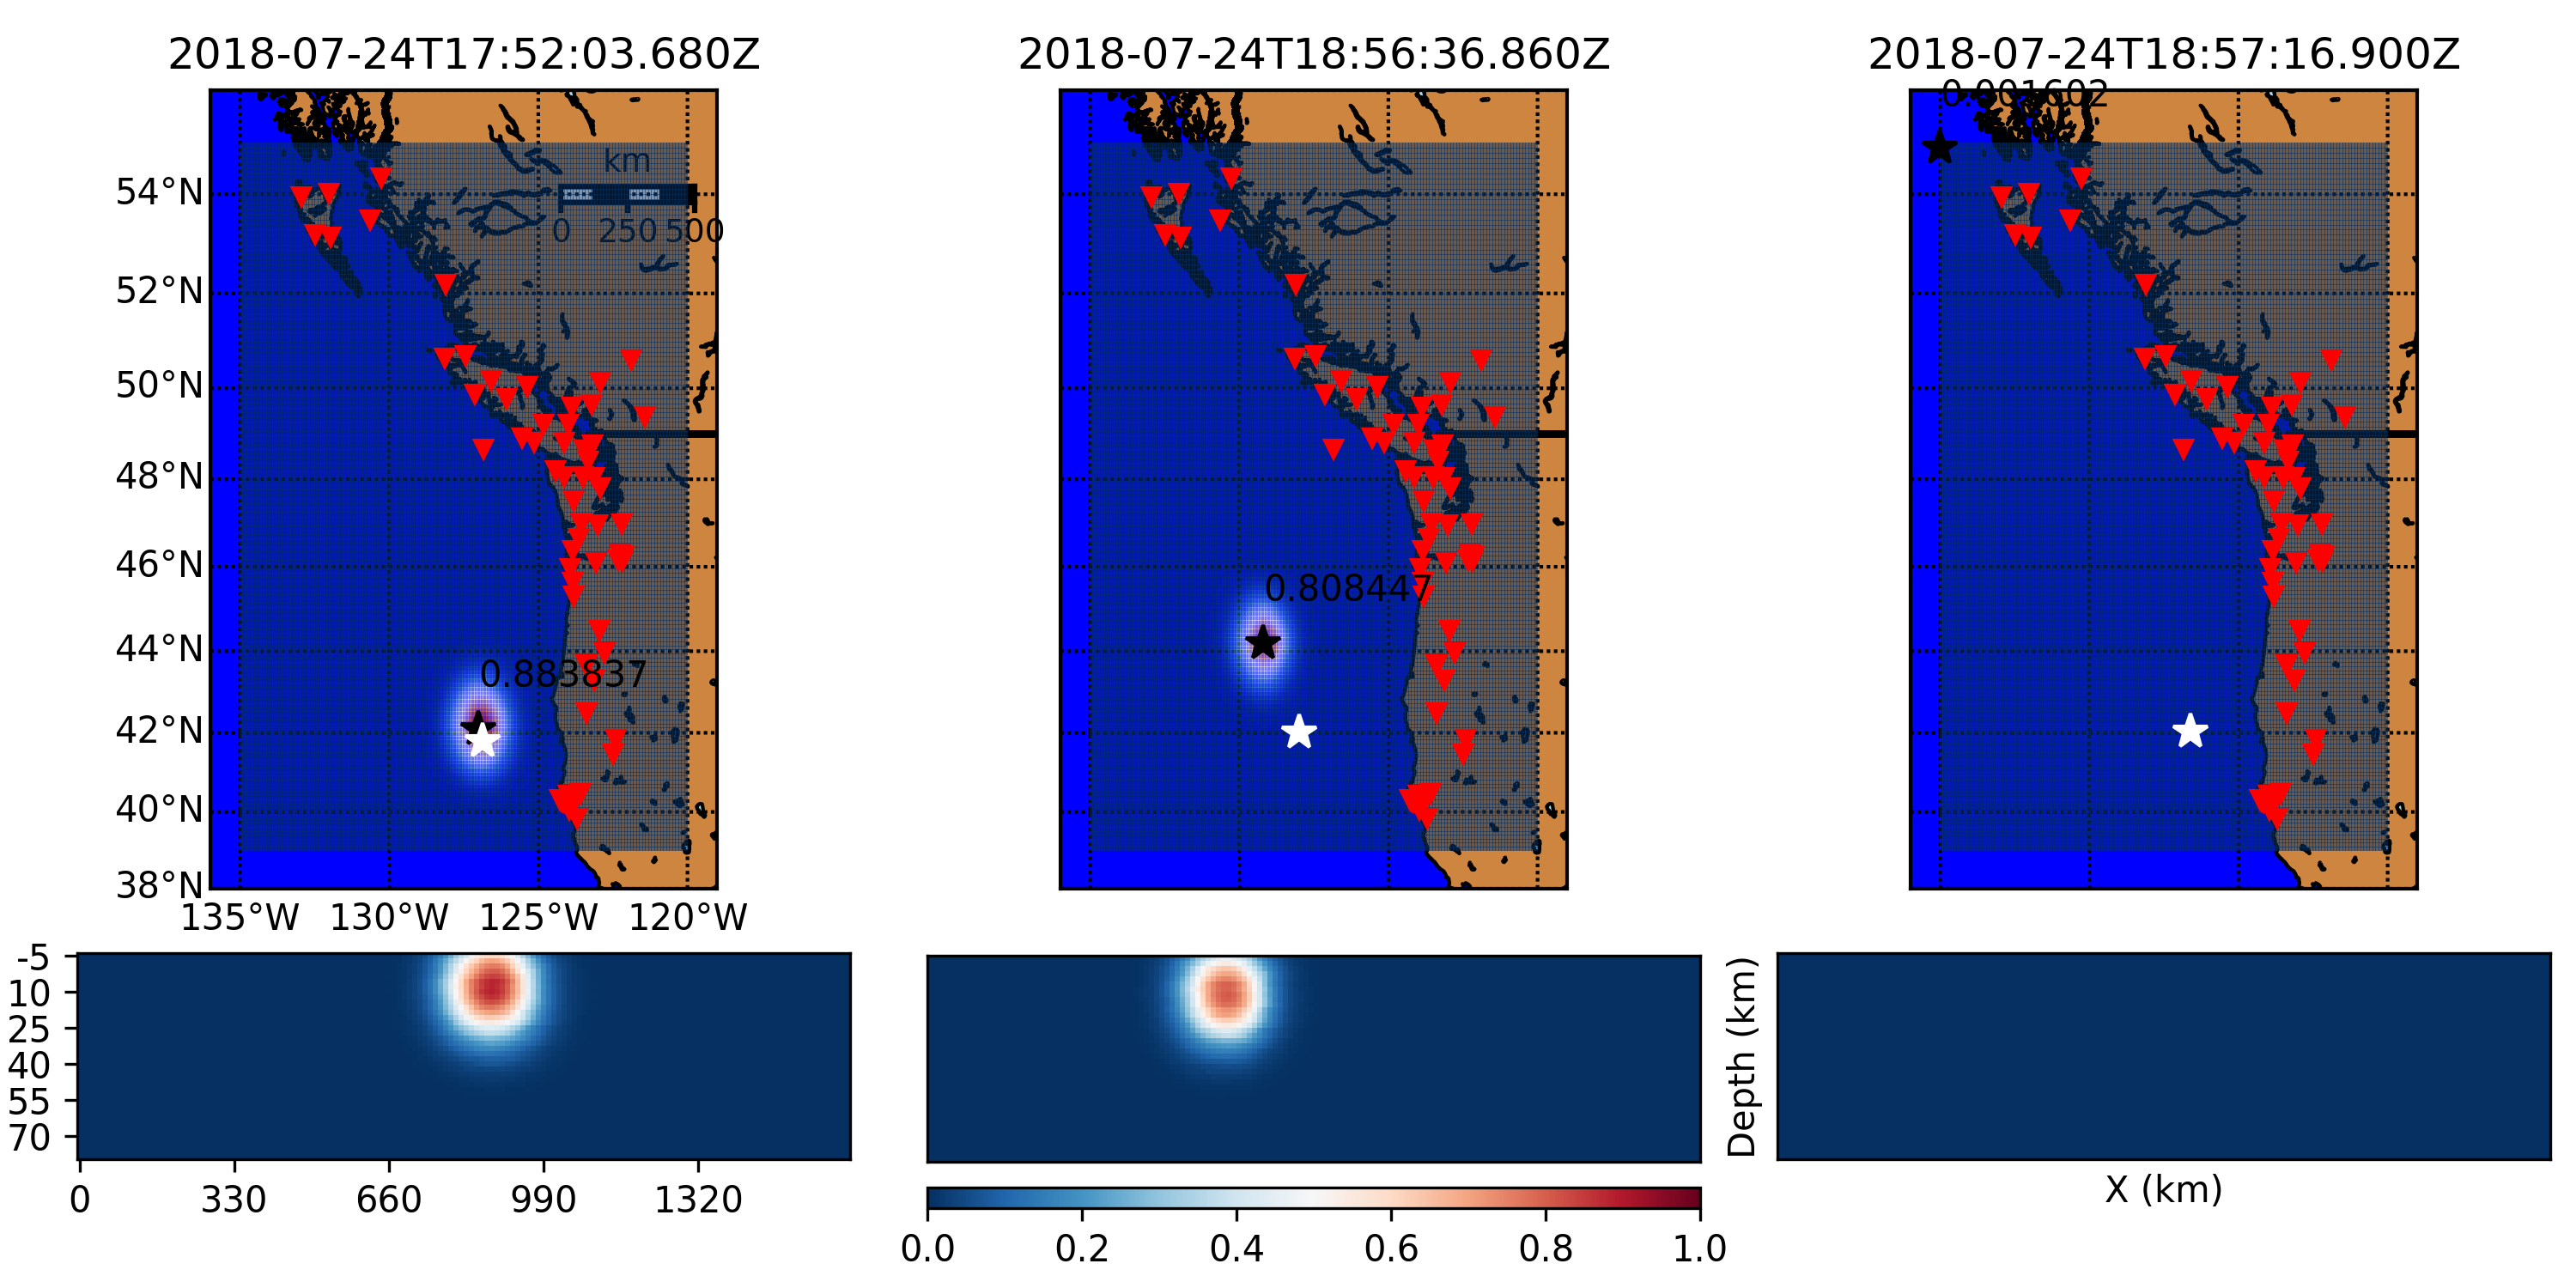 2018-07-24T17:52:03.680Z
2018-07-24T18:56:36.860Z
2018-07-24T18:57:16.900Z
0.001602
km
0 250 500
54°N
52°N
50°N
48°N
46°N
44°N
42°N
40°N
38°N
135°W 130°W 125°W 120°W
0.883837
0.808447
-5
10
25
40
55
70
0 330 660 990 1320
0.0 0.2 0.4 0.6 0.8 1.0
Depth (km)
X (km)